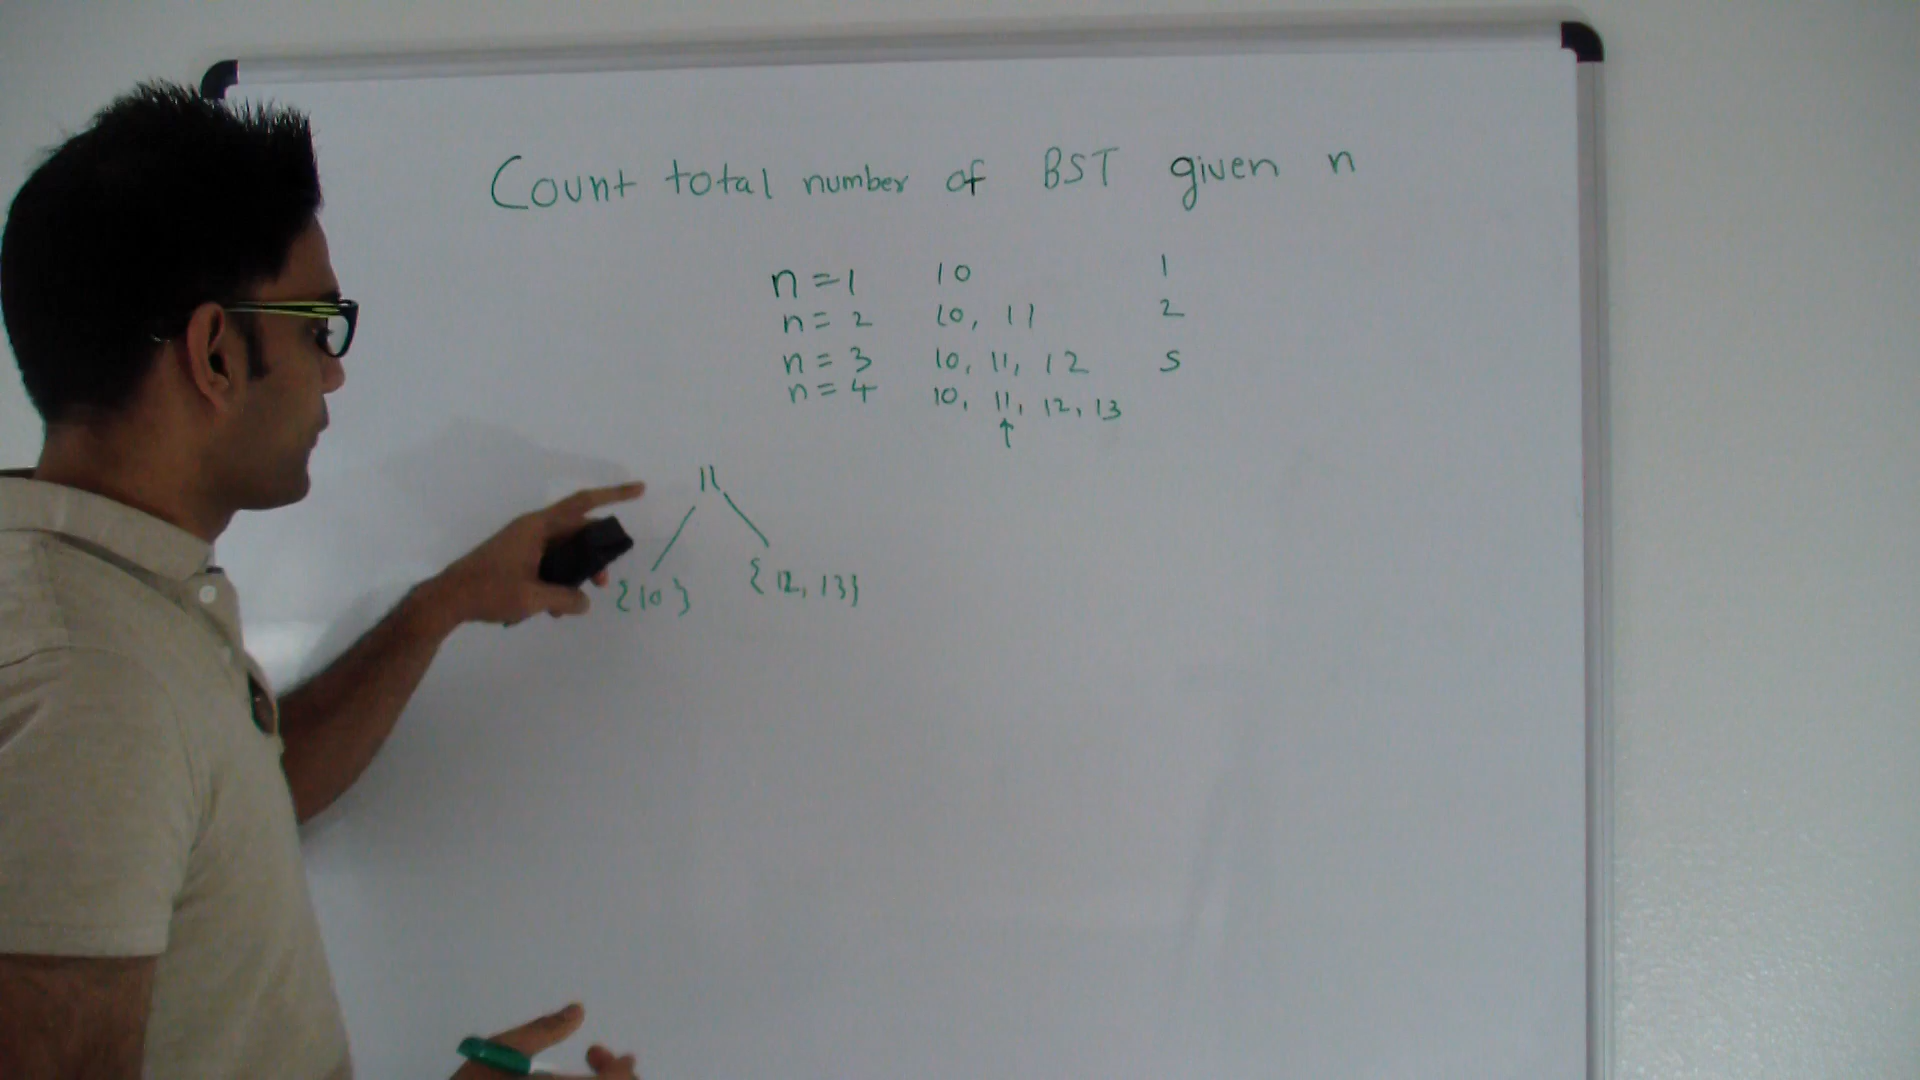 Count total number of BST given n
n = 1 10 1
n = 2 10, 11 2
n = 3 10, 11, 12 5
n = 4 10, 11, 12, 13
↑
11
{10} {12, 13}